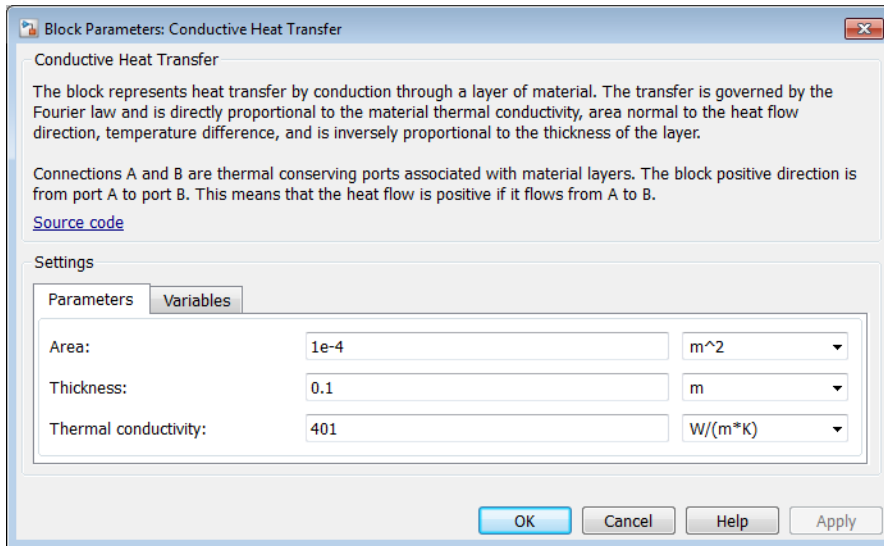 Block Parameters: Conductive Heat Transfer
Conductive Heat Transfer
The block represents heat transfer by conduction through a layer of material. The transfer is governed by the
Fourier law and is directly proportional to the material thermal conductivity, area normal to the heat flow
direction, temperature difference, and is inversely proportional to the thickness of the layer.
Connections A and B are thermal conserving ports associated with material layers. The block positive direction is
from port A to port B. This means that the heat flow is positive if it flows from A to B.
Source code
Settings
Parameters Variables
Area: 1e-4 m^2
Thickness: 0.1 m
Thermal conductivity: 401 W/(m*K)
OK Cancel Help Apply